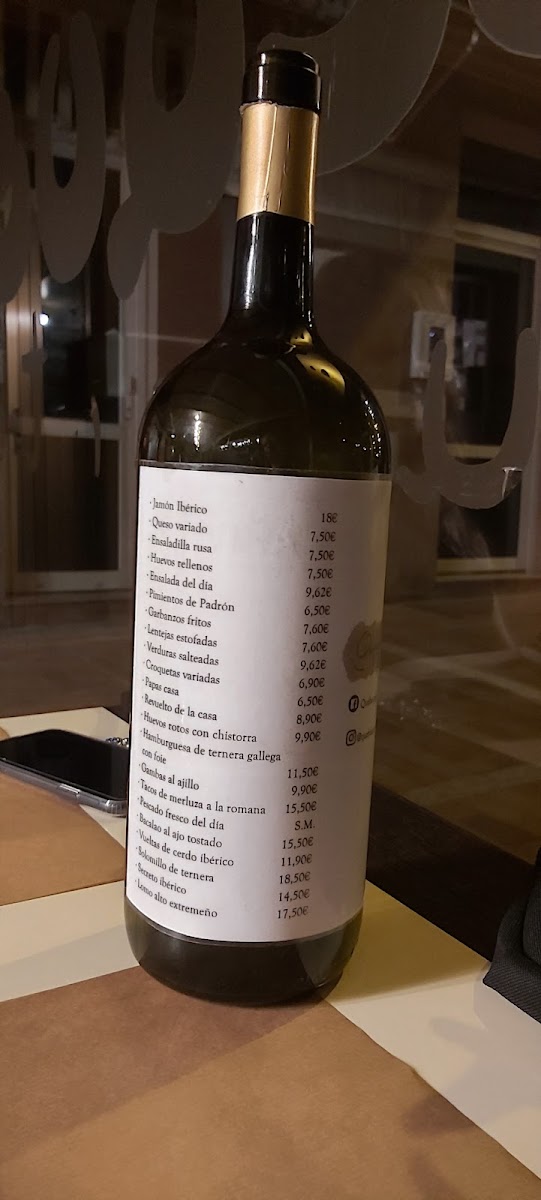 · Jamón Ibérico 18€
· Queso variado 7,50€
· Ensaladilla rusa 7,50€
· Huevos rellenos 7,50€
· Ensalada del día 9,62€
· Pimientos de Padrón 6,50€
· Garbanzos fritos 7,60€
· Lentejas estofadas 7,60€
· Verduras salteadas 9,62€
· Croquetas variadas 6,90€
· Papas casa 6,50€
· Revuelto de la casa 8,90€
· Huevos rotos con chistorra 9,90€
· Hamburguesa de ternera gallega
con foie 11,50€
· Gambas al ajillo 9,90€
· Tacos de merluza a la romana 15,50€
· Pescado fresco del día S.M.
· Bacalao al ajo tostado 15,50€
· Vueltas de cerdo ibérico 11,90€
· Solomillo de ternera 18,50€
· Secreto ibérico 14,50€
· Lomo alto extremeño 17,50€